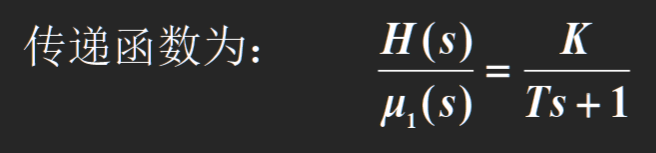 传递函数为: H(s)/μ₁(s) = K/(Ts+1)